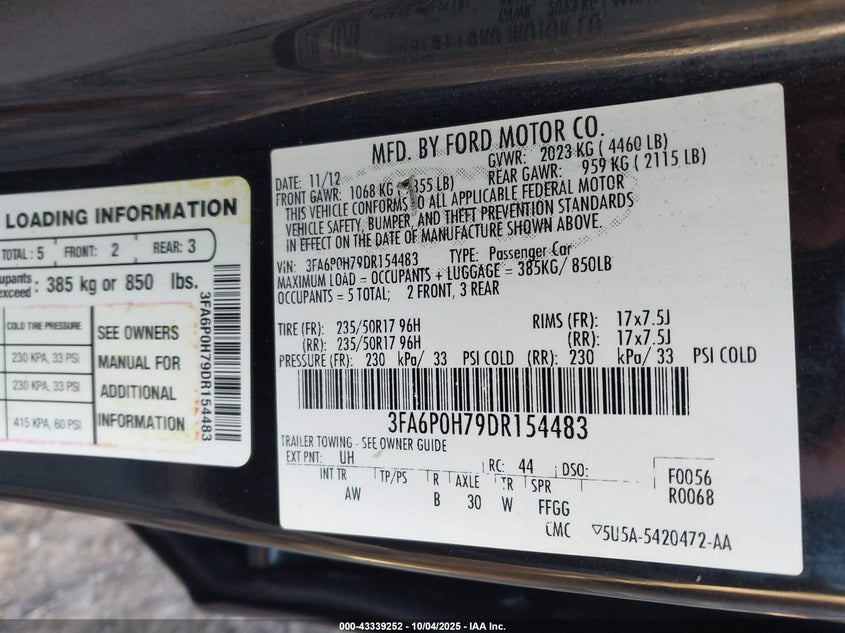 MFD. BY FORD MOTOR CO.
DATE: 11/12
GVWR: 2023 KG ( 4460 LB)
FRONT GAWR: 1068 KG ( 355 LB)
REAR GAWR: 959 KG ( 2115 LB)
THIS VEHICLE CONFORMS TO ALL APPLICABLE FEDERAL MOTOR
VEHICLE SAFETY, BUMPER, AND THEFT PREVENTION STANDARDS
IN EFFECT ON THE DATE OF MANUFACTURE SHOWN ABOVE.
VIN: 3FA6P0H79DR154483 TYPE: Passenger Car
MAXIMUM LOAD = OCCUPANTS + LUGGAGE = 385KG/ 850LB
OCCUPANTS = 5 TOTAL; 2 FRONT, 3 REAR
TIRE (FR): 235/50R17 96H RIMS (FR): 17x7.5J
(RR): 235/50R17 96H (RR): 17x7.5J
PRESSURE (FR): 230 kPa/ 33 PSI COLD (RR): 230 kPa/ 33 PSI COLD
3FA6P0H79DR154483
TRAILER TOWING - SEE OWNER GUIDE
EXT PNT: UH RC: 44 DSO: F0056
INT TR TP/PS R AXLE TR SPR R0068
AW B 30 W FFGG
LMC ▽5U5A-5420472-AA
LOADING INFORMATION
TOTAL : 5 FRONT: 2 REAR: 3
385 kg or 850 lbs.
COLD TIRE PRESSURE
230 KPA, 33 PSI
230 KPA, 33 PSI
415 KPA, 60 PSI
SEE OWNERS
MANUAL FOR
ADDITIONAL
INFORMATION
3FA6P0H79DR154483
000-43339252 - 10/04/2025 - IAA Inc.